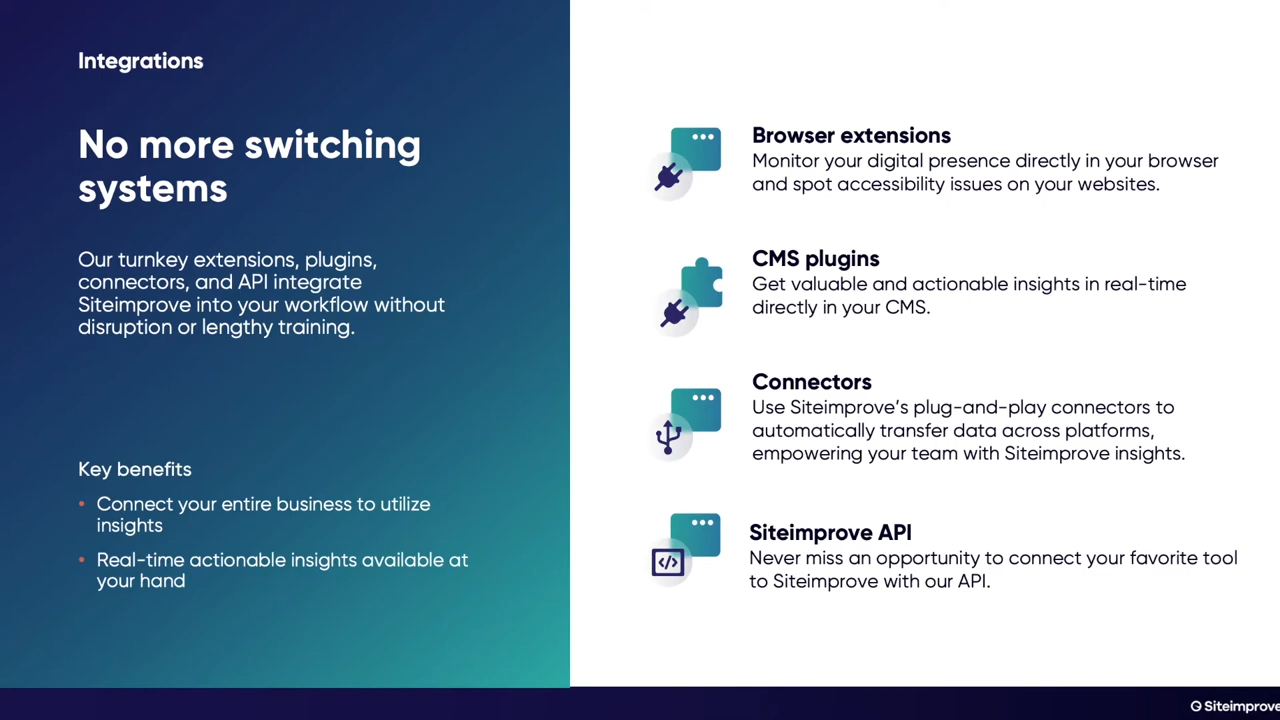 Integrations
No more switching
systems
Our turnkey extensions, plugins,
connectors, and API integrate
Siteimprove into your workflow without
disruption or lengthy training.
Key benefits
• Connect your entire business to utilize
insights
• Real-time actionable insights available at
your hand
Browser extensions
Monitor your digital presence directly in your browser
and spot accessibility issues on your websites.
CMS plugins
Get valuable and actionable insights in real-time
directly in your CMS.
Connectors
Use Siteimprove’s plug-and-play connectors to
automatically transfer data across platforms,
empowering your team with Siteimprove insights.
</>
Siteimprove API
Never miss an opportunity to connect your favorite tool
to Siteimprove with our API.
Siteimprove